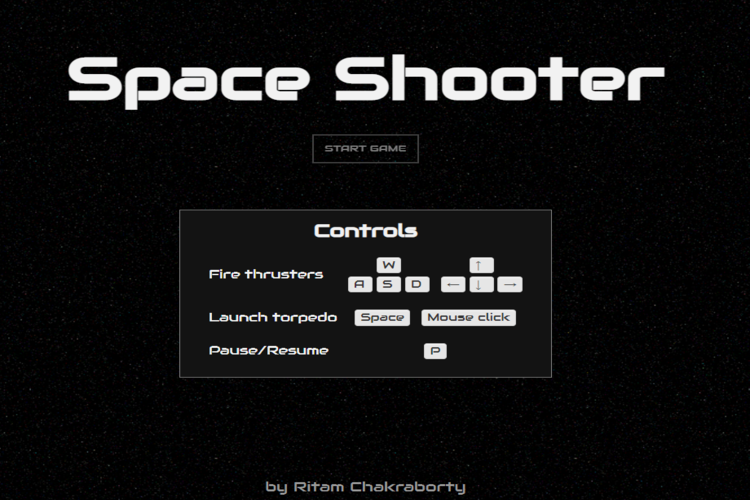 Space Shooter
START GAME
Controls
Fire thrusters W A S D ↑ ← ↓ →
Launch torpedo Space Mouse click
Pause/Resume P
by Ritam Chakraborty